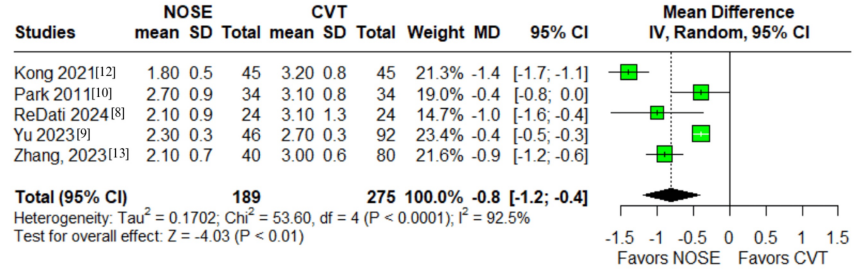 NOSE CVT Mean Difference
Studies mean SD Total mean SD Total Weight MD 95% CI IV, Random, 95% CI
Kong 2021[12] 1.80 0.5 45 3.20 0.8 45 21.3% -1.4 [-1.7; -1.1]
Park 2011[10] 2.70 0.9 34 3.10 0.8 34 19.0% -0.4 [-0.8; 0.0]
ReDati 2024[8] 2.10 0.9 24 3.10 1.3 24 14.7% -1.0 [-1.6; -0.4]
Yu 2023[9] 2.30 0.3 46 2.70 0.3 92 23.4% -0.4 [-0.5; -0.3]
Zhang, 2023[13] 2.10 0.7 40 3.00 0.6 80 21.6% -0.9 [-1.2; -0.6]
Total (95% CI) 189 275 100.0% -0.8 [-1.2; -0.4]
Heterogeneity: Tau² = 0.1702; Chi² = 53.60, df = 4 (P < 0.0001); I² = 92.5%
Test for overall effect: Z = -4.03 (P < 0.01)
-1.5 -1 -0.5 0 0.5 1 1.5
Favors NOSE Favors CVT